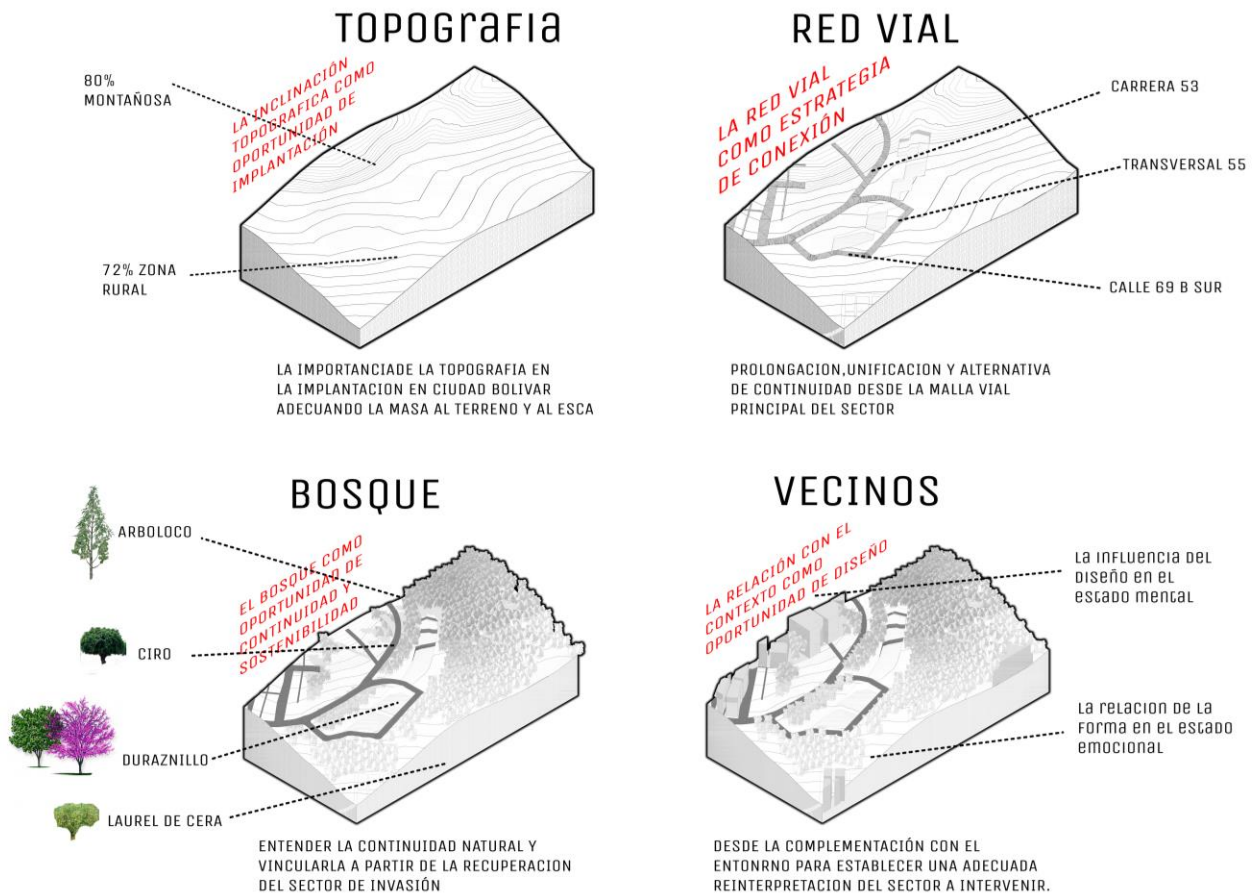 TOPOGRAFIA
80%
MONTAÑOSA
LA INCLINACIÓN
TOPOGRAFICA COMO
OPORTUNIDAD DE
IMPLANTACIÓN
72% ZONA
RURAL
LA IMPORTANCIADE LA TOPOGRAFIA EN
LA IMPLANTACION EN CIUDAD BOLIVAR
ADECUANDO LA MASA AL TERRENO Y AL ESCA
RED VIAL
LA RED VIAL
COMO ESTRATEGIA
DE CONEXIÓN
CARRERA 53
TRANSVERSAL 55
CALLE 69 B SUR
PROLONGACION,UNIFICACION Y ALTERNATIVA
DE CONTINUIDAD DESDE LA MALLA VIAL
PRINCIPAL DEL SECTOR
BOSQUE
ARBOLOCO
EL BOSQUE COMO
OPORTUNIDAD DE
CONTINUIDAD Y
SOSTENIBILIDAD
CIRO
DURAZNILLO
LAUREL DE CERA
ENTENDER LA CONTINUIDAD NATURAL Y
VINCULARLA A PARTIR DE LA RECUPERACION
DEL SECTOR DE INVASIÓN
VECINOS
LA RELACIÓN CON EL
CONTEXTO COMO
OPORTUNIDAD DE DISEÑO
La influencia del
diseño en el
estado mental
La relacion de la
forma en el estado
emocional
DESDE LA COMPLEMENTACIÓN CON EL
ENTONRNO PARA ESTABLECER UNA ADECUADA
REINTERPRETACION DEL SECTOR A INTERVENIR.